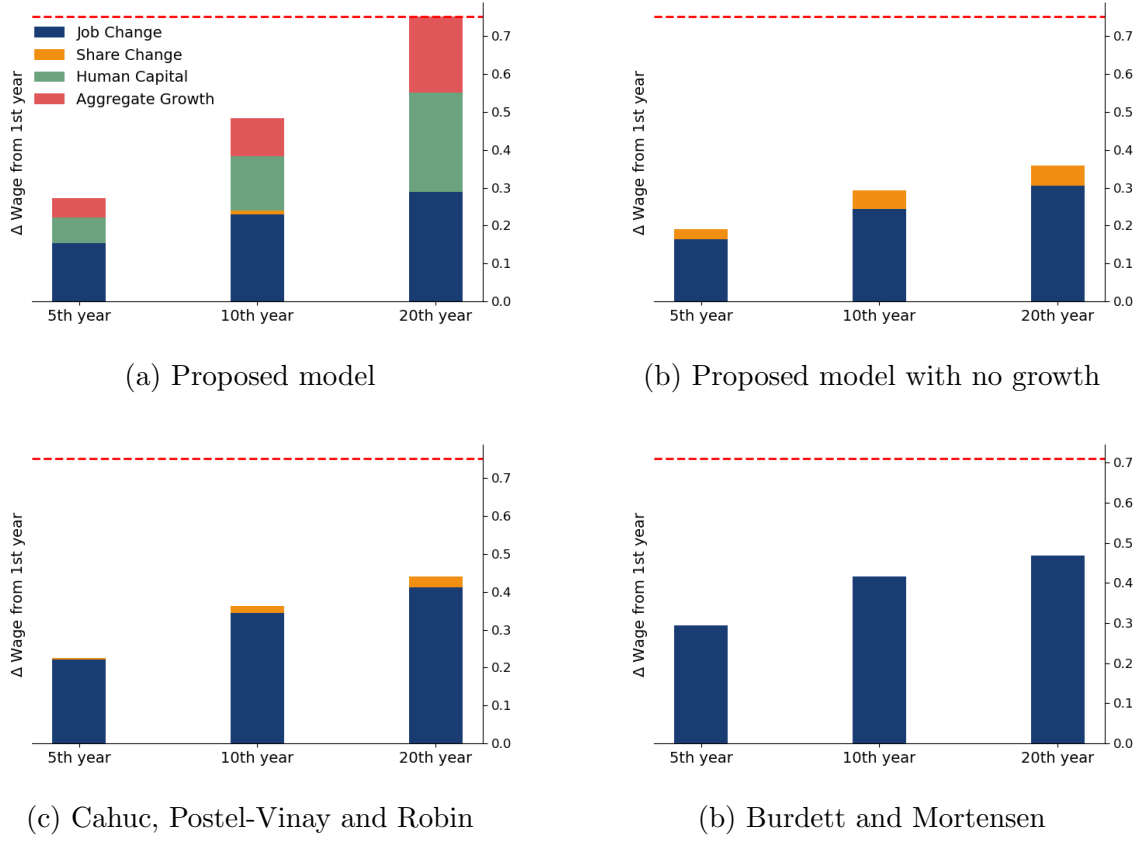 Job Change
Share Change
Human Capital
Aggregate Growth
Δ Wage from 1st year
0.7
0.6
0.5
0.4
0.3
0.2
0.1
0.0
5th year 10th year 20th year
(a) Proposed model
Δ Wage from 1st year
0.7
0.6
0.5
0.4
0.3
0.2
0.1
0.0
5th year 10th year 20th year
(b) Proposed model with no growth
Δ Wage from 1st year
0.7
0.6
0.5
0.4
0.3
0.2
0.1
0.0
5th year 10th year 20th year
(c) Cahuc, Postel-Vinay and Robin
Δ Wage from 1st year
0.7
0.6
0.5
0.4
0.3
0.2
0.1
0.0
5th year 10th year 20th year
(b) Burdett and Mortensen